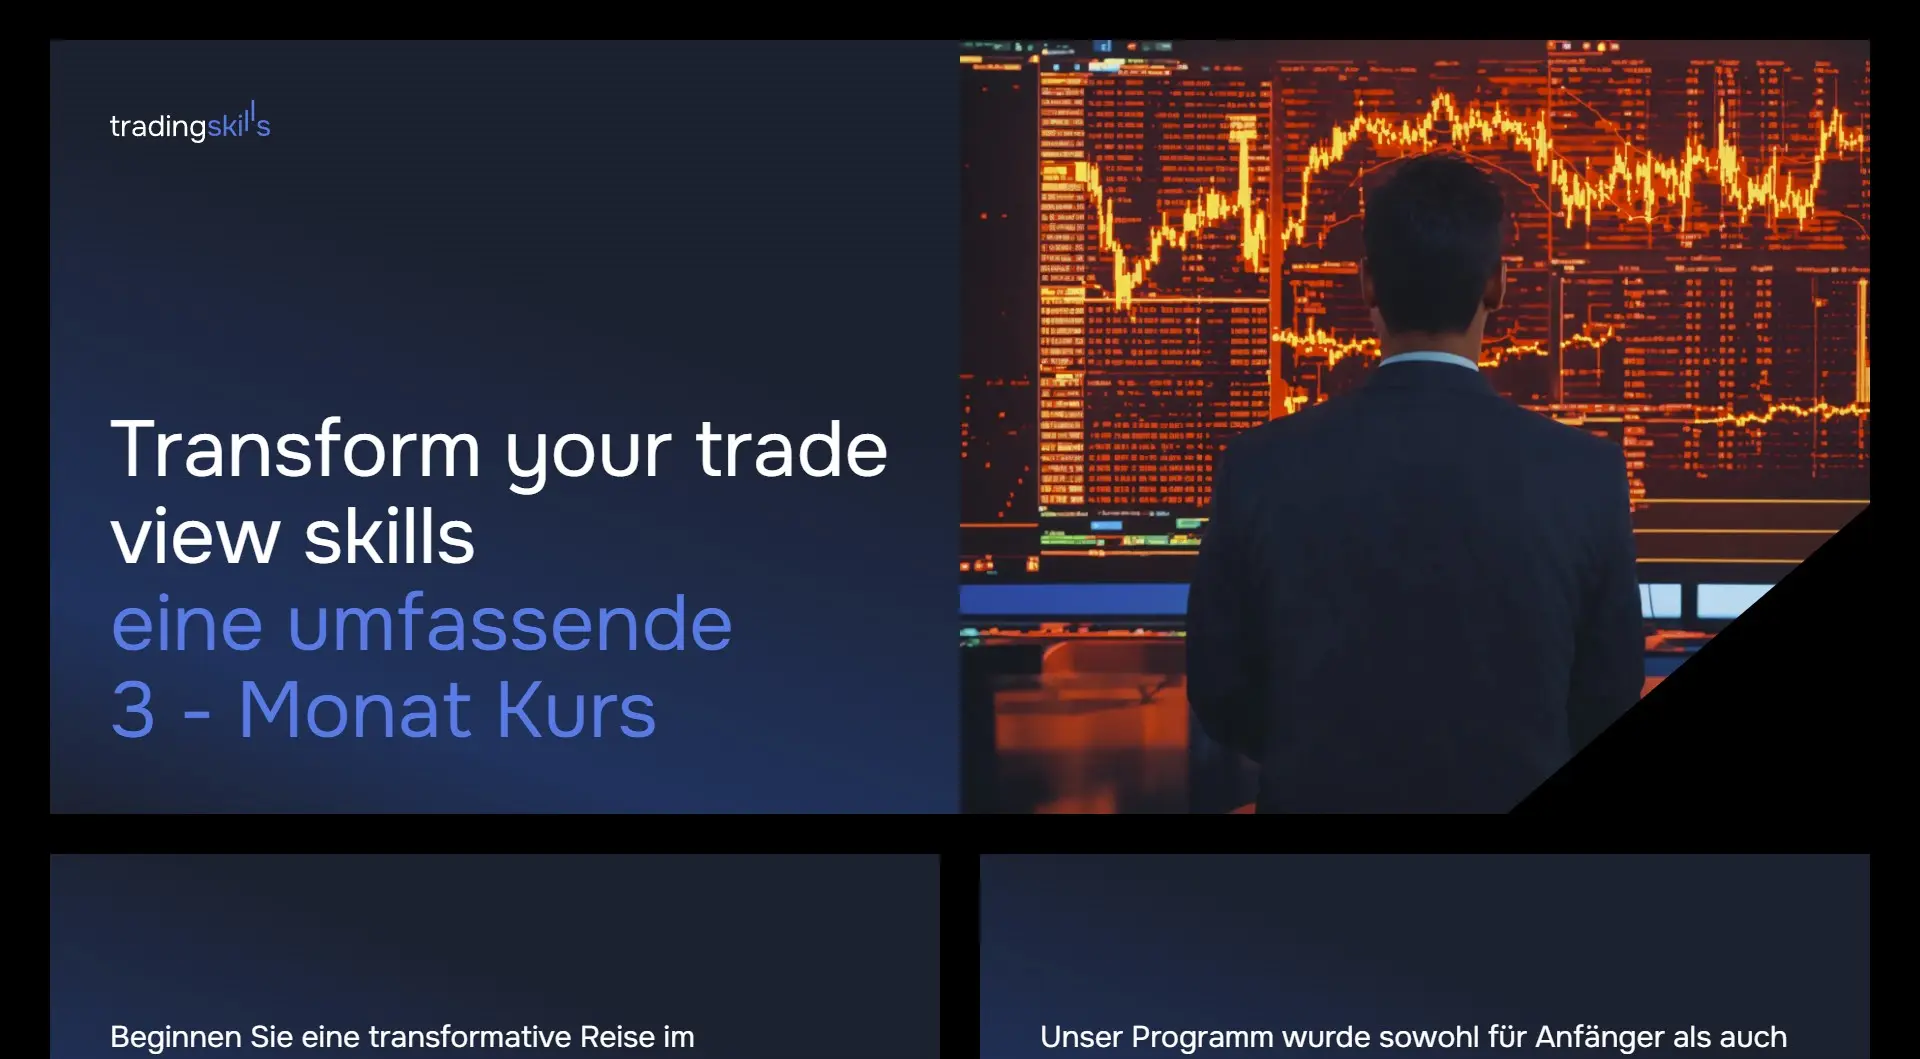 tradingskills
Transform your trade
view skills
eine umfassende
3 - Monat Kurs
Beginnen Sie eine transformative Reise im
Unser Programm wurde sowohl für Anfänger als auch